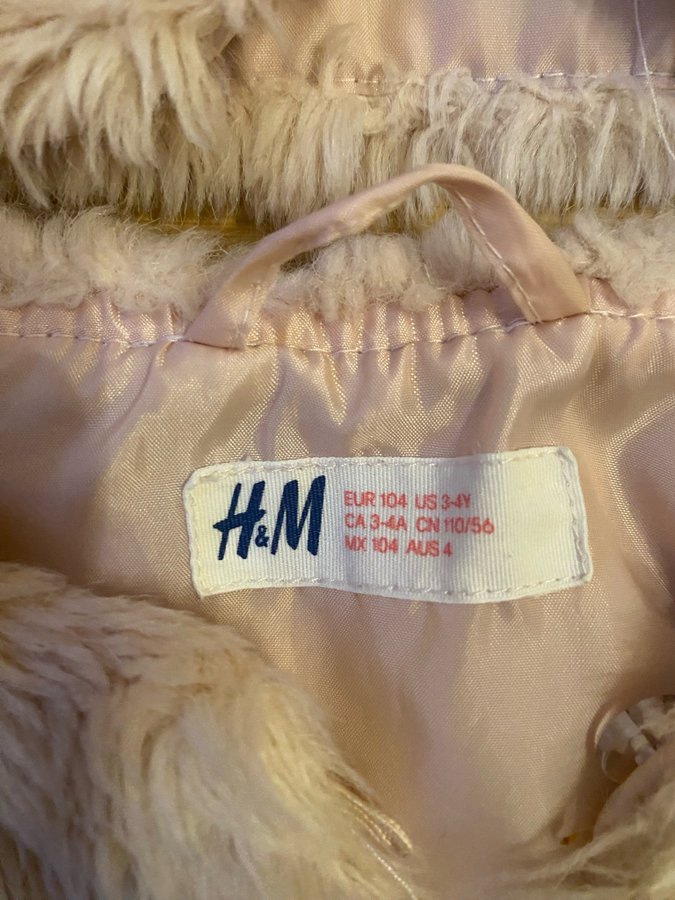 H&M
EUR 104 US 3-4Y
CA 3-4A CN 110/56
MX 104 AUS 4